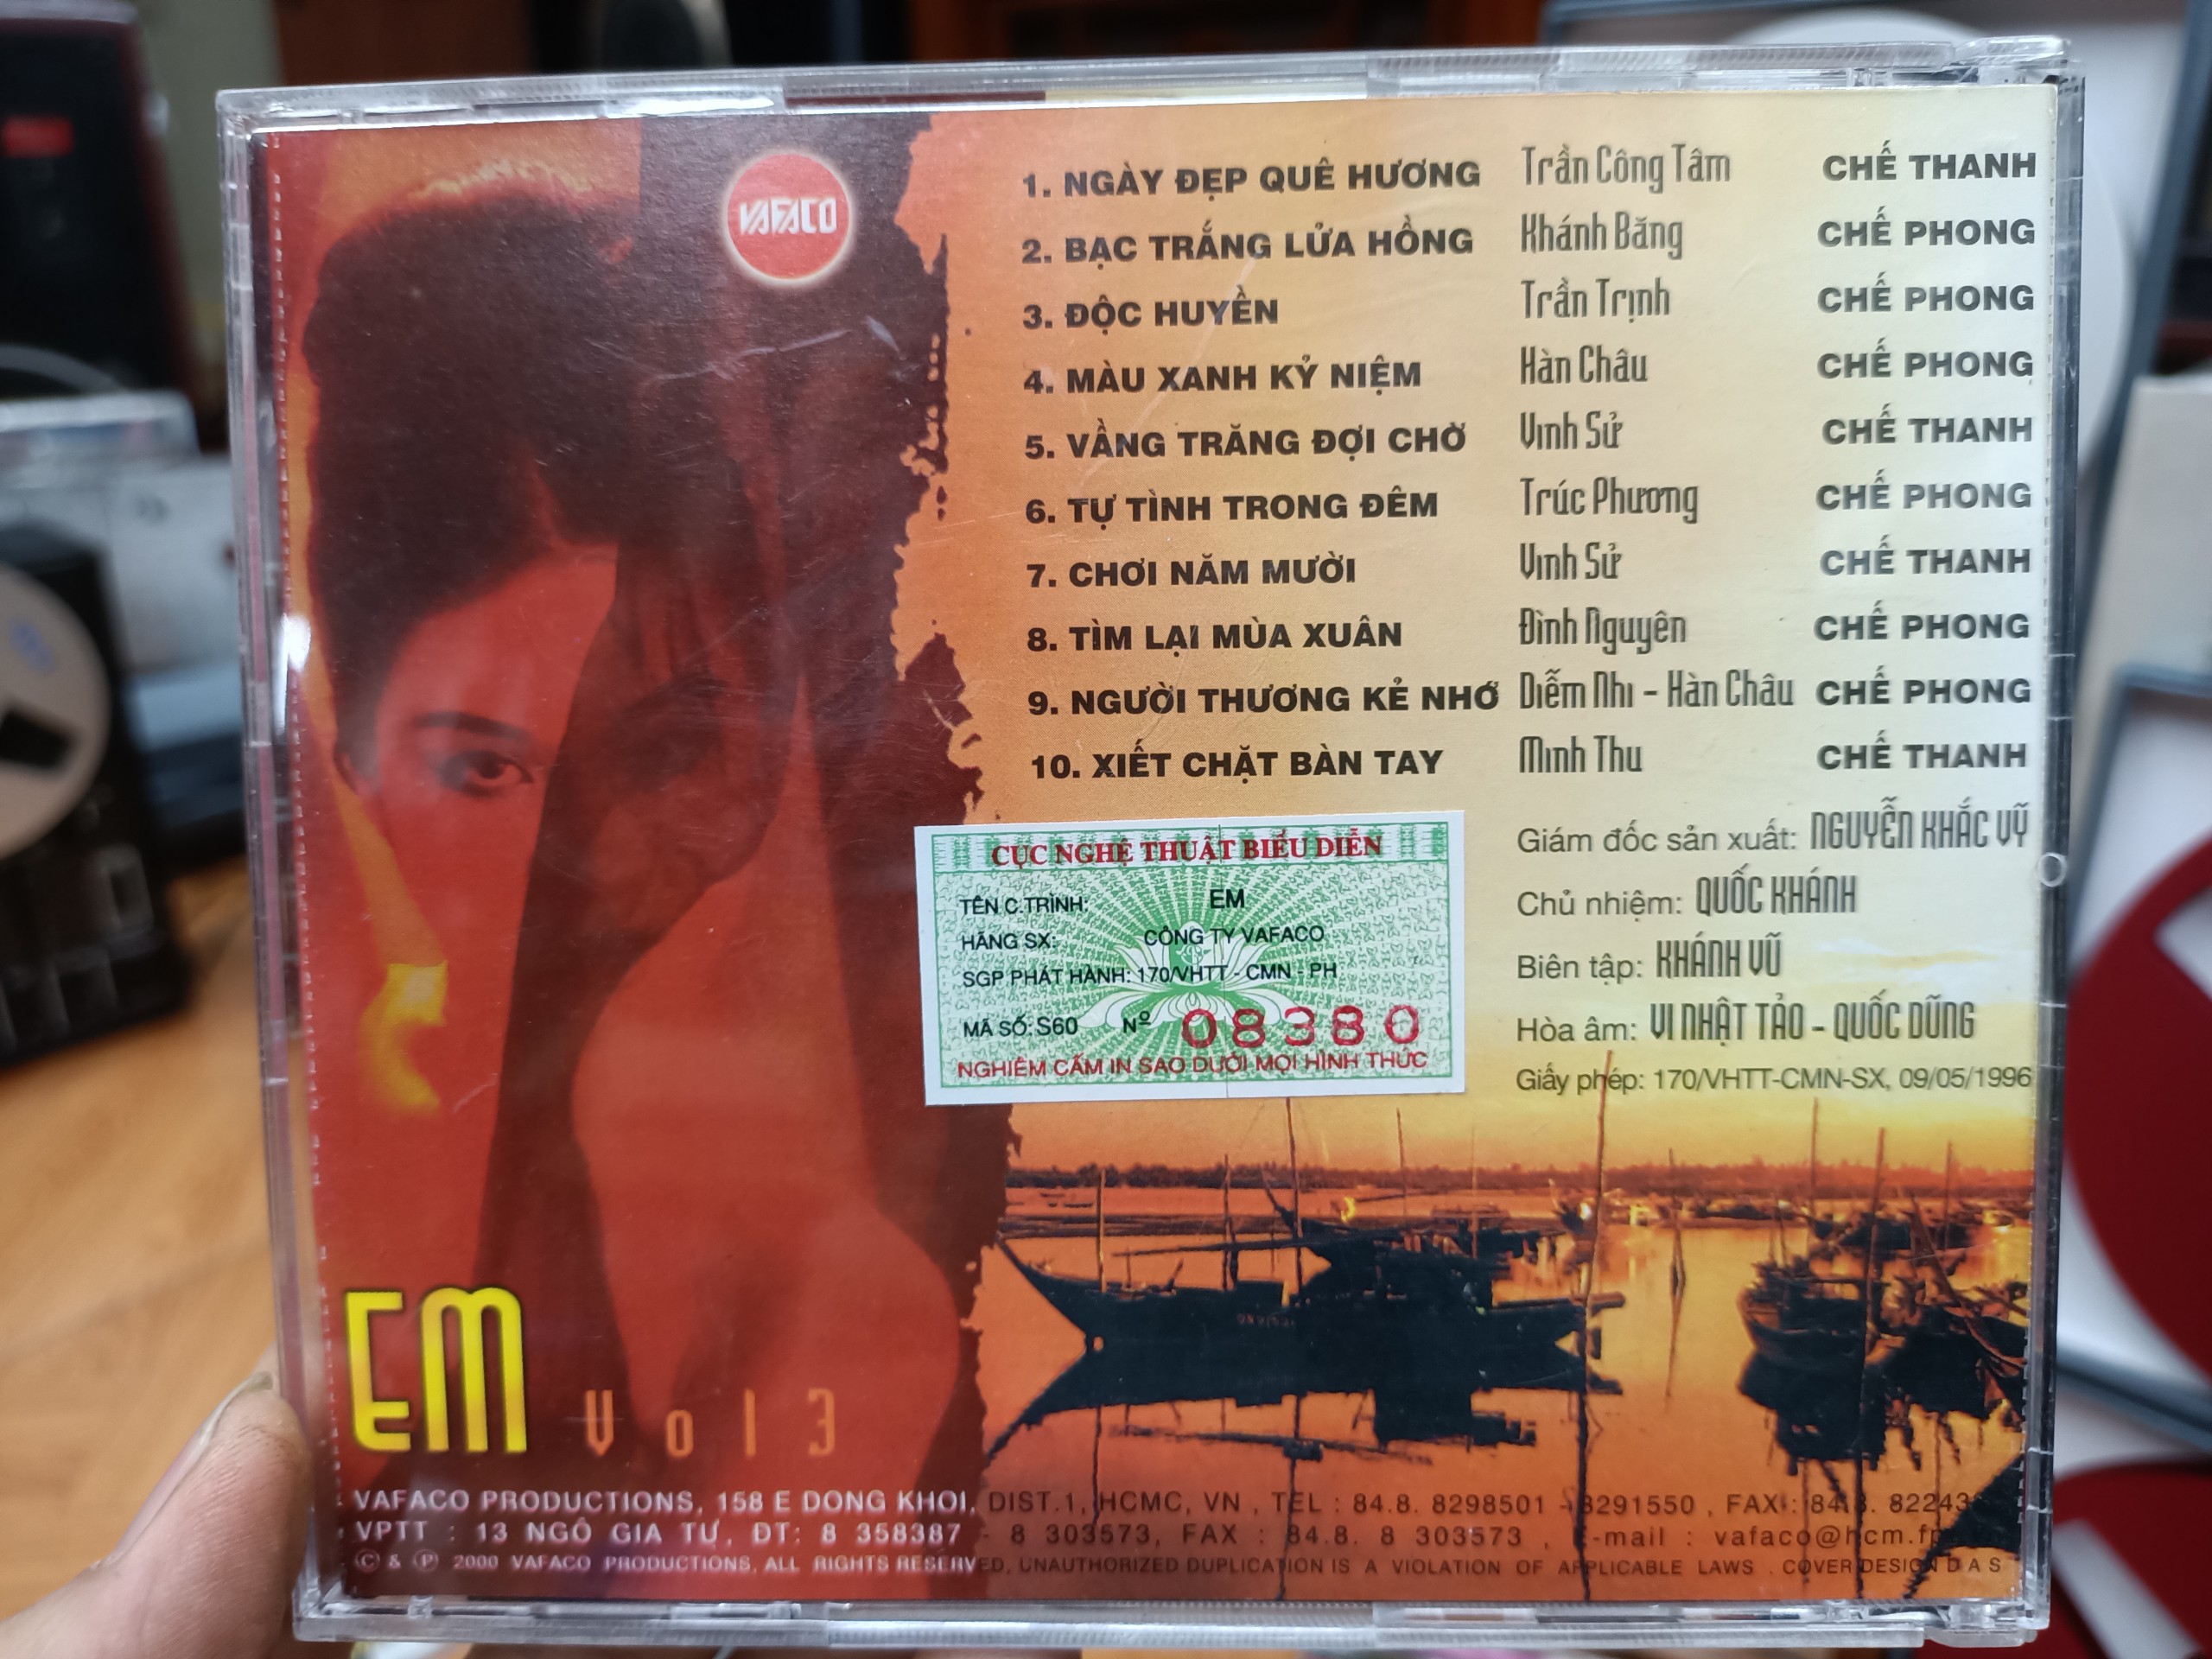 VAFACO
1. NGÀY ĐẸP QUÊ HƯƠNG Trần Công Tâm CHẾ THANH
2. BẠC TRẮNG LỬA HỒNG Khánh Băng CHẾ PHONG
3. ĐỘC HUYỀN Trần Trịnh CHẾ PHONG
4. MÀU XANH KỶ NIỆM Hàn Châu CHẾ PHONG
5. VẦNG TRĂNG ĐỢI CHỜ Vinh Sử CHẾ THANH
6. TỰ TÌNH TRONG ĐÊM Trúc Phương CHẾ PHONG
7. CHƠI NĂM MƯỜI Vinh Sử CHẾ THANH
8. TÌM LẠI MÙA XUÂN Đình Nguyên CHẾ PHONG
9. NGƯỜI THƯƠNG KẺ NHỚ Diễm Nhi - Hàn Châu CHẾ PHONG
10. XIẾT CHẶT BÀN TAY Minh Thu CHẾ THANH
Giám đốc sản xuất: NGUYỄN KHẮC VỸ
Chủ nhiệm: QUỐC KHÁNH
Biên tập: KHÁNH VŨ
Hòa âm: VI NHẬT TẢO - QUỐC DŨNG
Giấy phép: 170/VHTT-CMN-SX, 09/05/1996
CỤC NGHỆ THUẬT BIỂU DIỄN
TÊN C.TRÌNH: EM
HÃNG SX: CÔNG TY VAFACO
SGP PHÁT HÀNH: 170/VHTT - CMN - PH
MÃ SỐ: S60 Nº 08380
NGHIÊM CẤM IN SAO DƯỚI MỌI HÌNH THỨC
EM Vol 3
VAFACO PRODUCTIONS, 158 E DONG KHOI, DIST.1, HCMC, VN , TEL : 84.8. 8298501 - 8291550 , FAX : 84.8. 82243
VPTT : 13 NGÔ GIA TỰ, ĐT: 8 358387 - 8 303573, FAX : 84.8. 8 303573 , E-mail : vafaco@hcm.fp
© & ℗ 2000 VAFACO PRODUCTIONS, ALL RIGHTS RESERVED, UNAUTHORIZED DUPLICATION IS A VIOLATION OF APPLICABLE LAWS . COVER DESIGN D A S